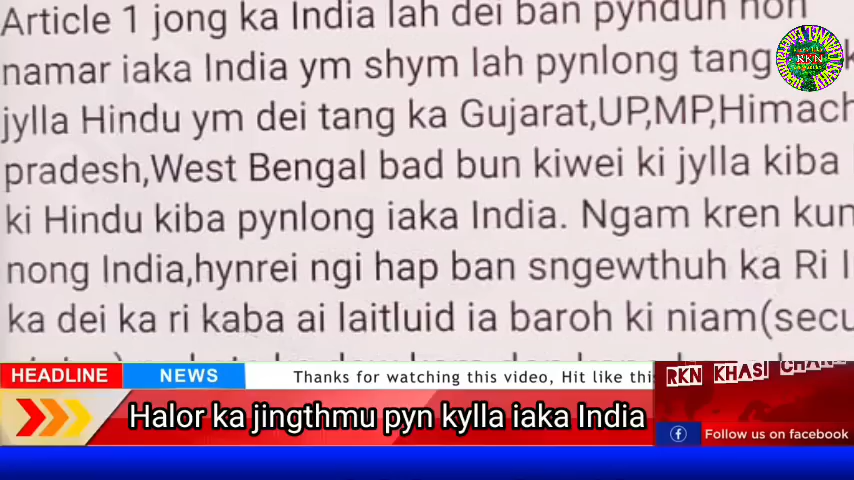 Article 1 jong ka India lah dei ban pyndun noh
namar iaka India ym shym lah pynlong tang
jylla Hindu ym dei tang ka Gujarat,UP,MP,Himach
pradesh,West Bengal bad bun kiwei ki jylla kiba
ki Hindu kiba pynlong iaka India. Ngam kren kum
nong India,hynrei ngi hap ban sngewthuh ka Ri I
ka dei ka ri kaba ai laitluid ia baroh ki niam(secu
RKN
HEADLINE NEWS Thanks for watching this video, Hit like this
RKN KHASI CHAN
Halor ka jingthmu pyn kylla iaka India
Follow us on facebook